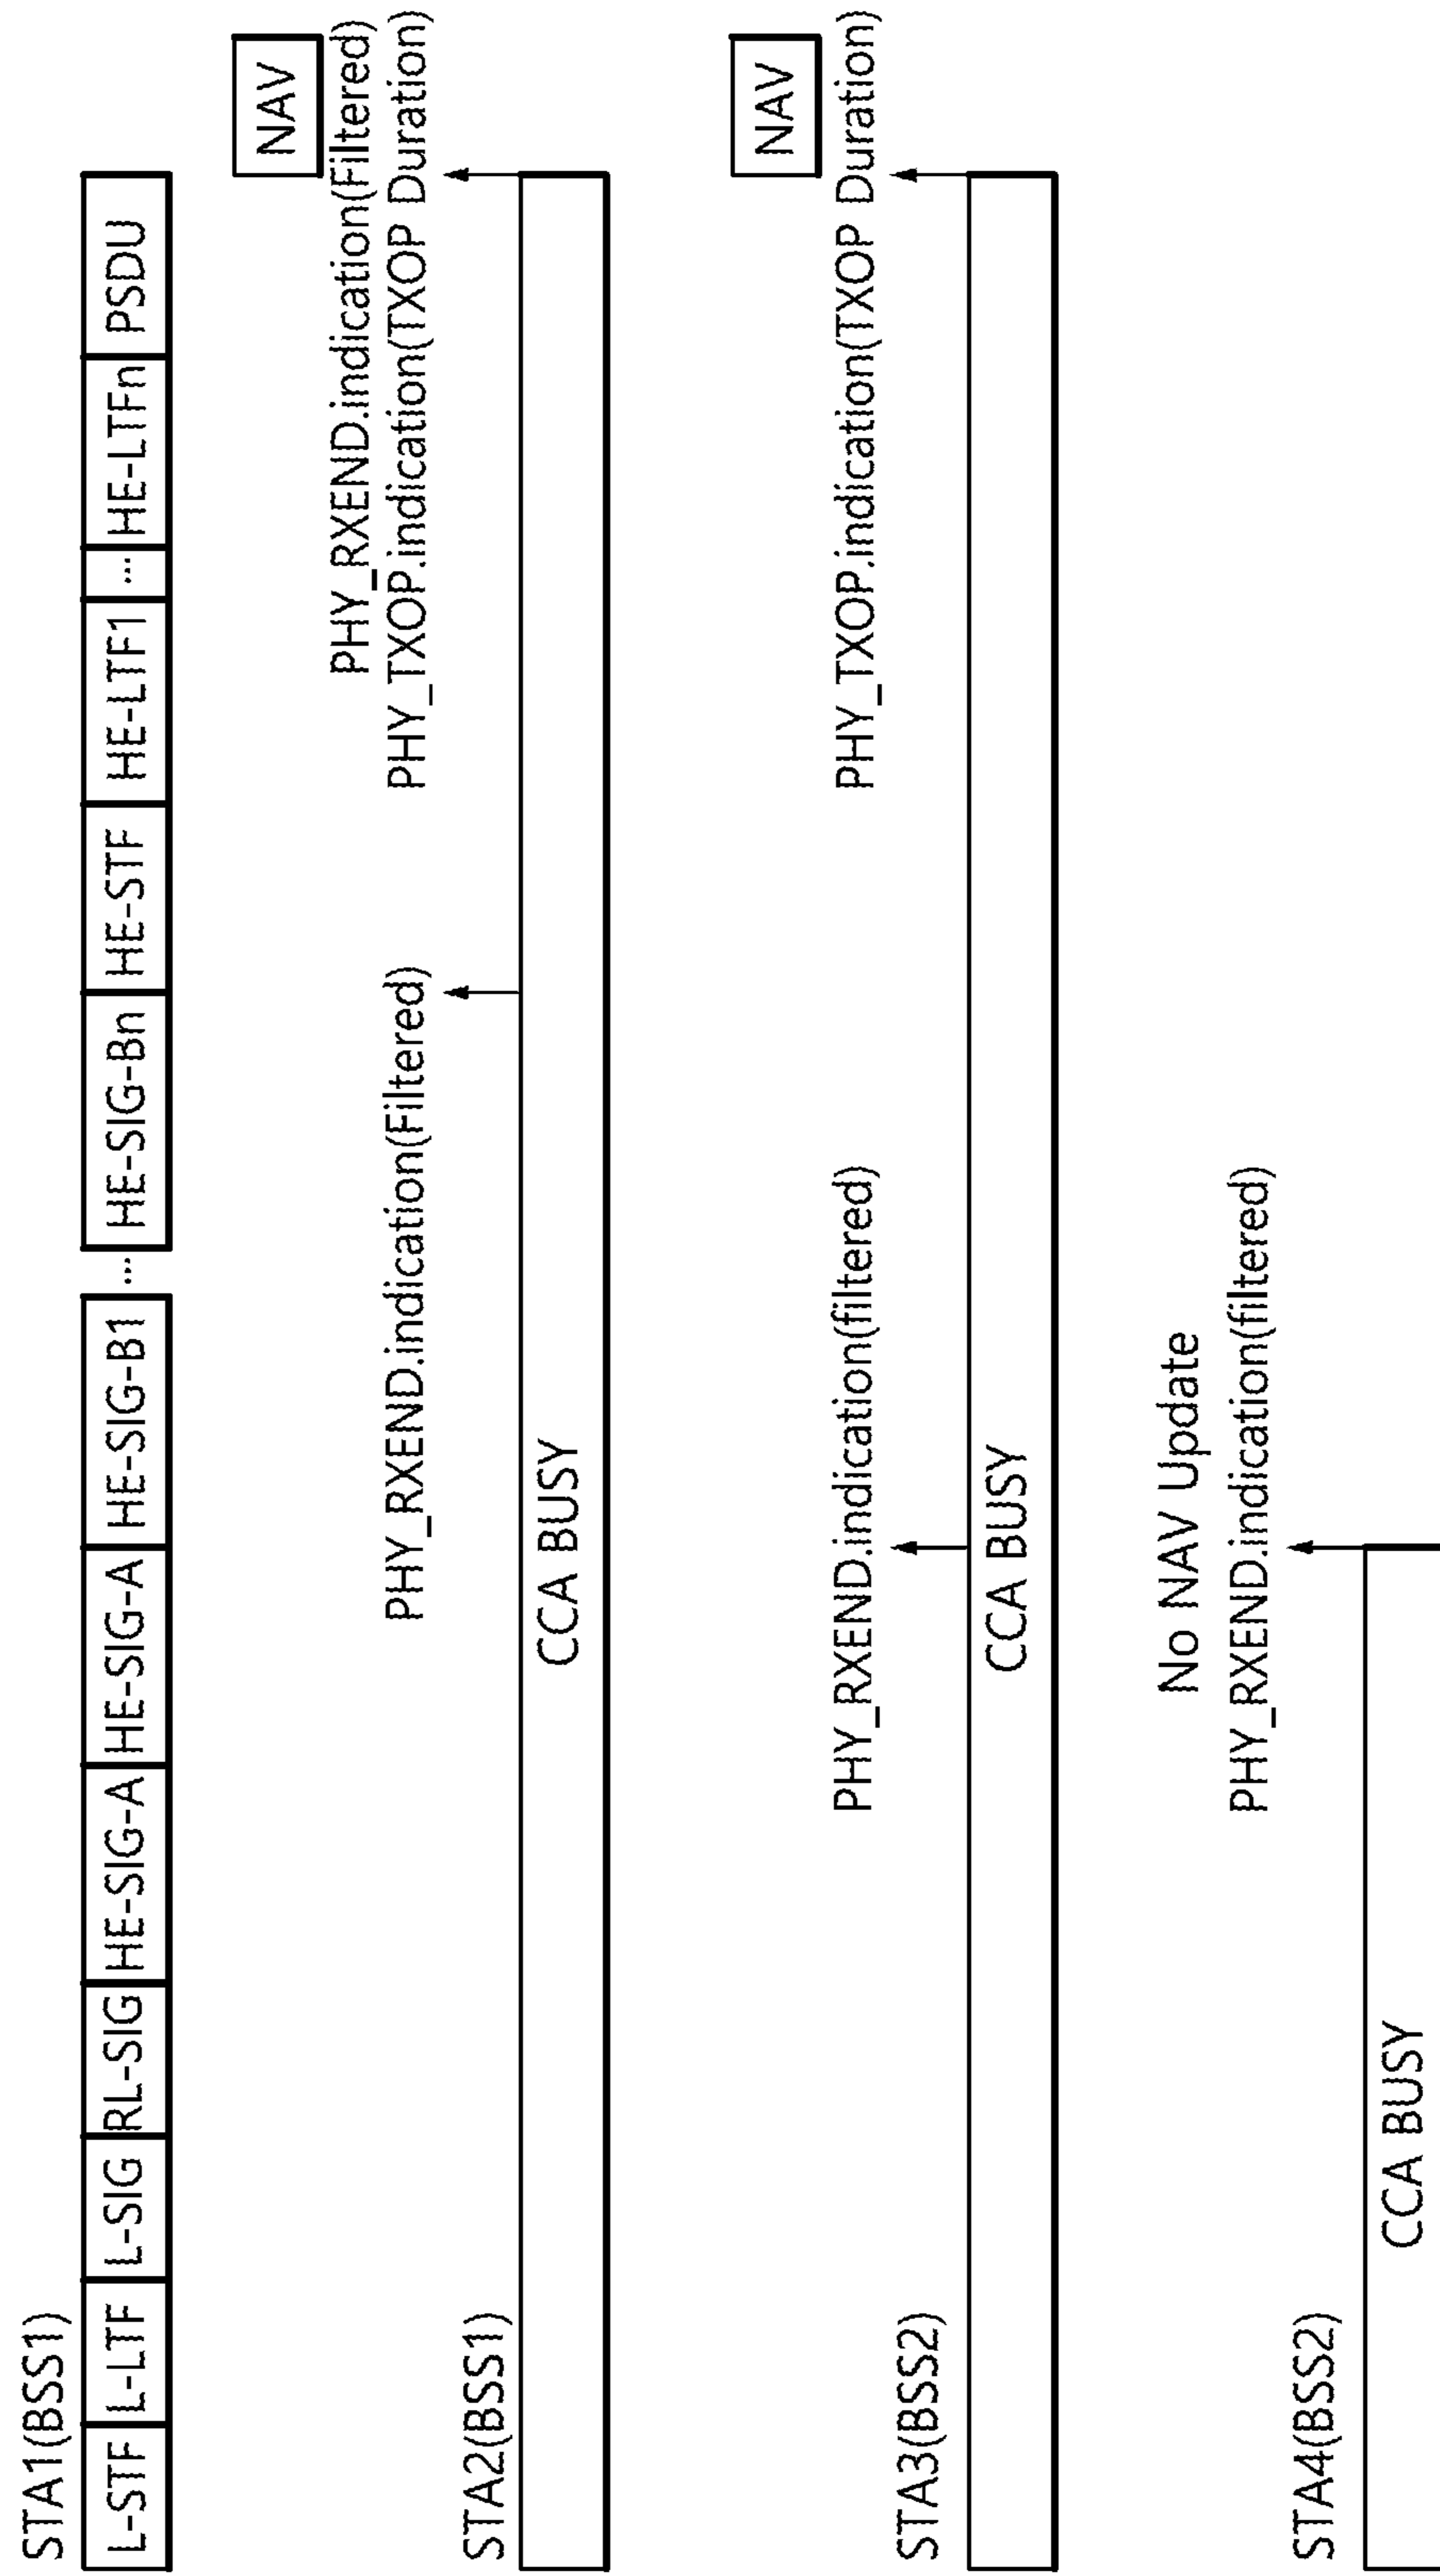 STA1(BSS1)
L-STF L-LTF L-SIG RL-SIG HE-SIG-A HE-SIG-A HE-SIG-B1 ... HE-SIG-Bn HE-STF HE-LTF1 ... HE-LTFn PSDU
NAV
PHY_RXEND.indication(Filtered)
PHY_RXEND.indication(Filtered)
PHY_TXOP.indication(TXOP Duration)
STA2(BSS1)
CCA BUSY
NAV
PHY_RXEND.indication(filtered)
PHY_TXOP.indication(TXOP Duration)
STA3(BSS2)
CCA BUSY
No NAV Update
PHY_RXEND.indication(filtered)
STA4(BSS2)
CCA BUSY